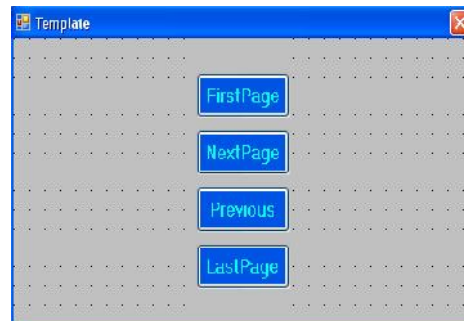 Template
FirstPage
NextPage
Previous
LastPage